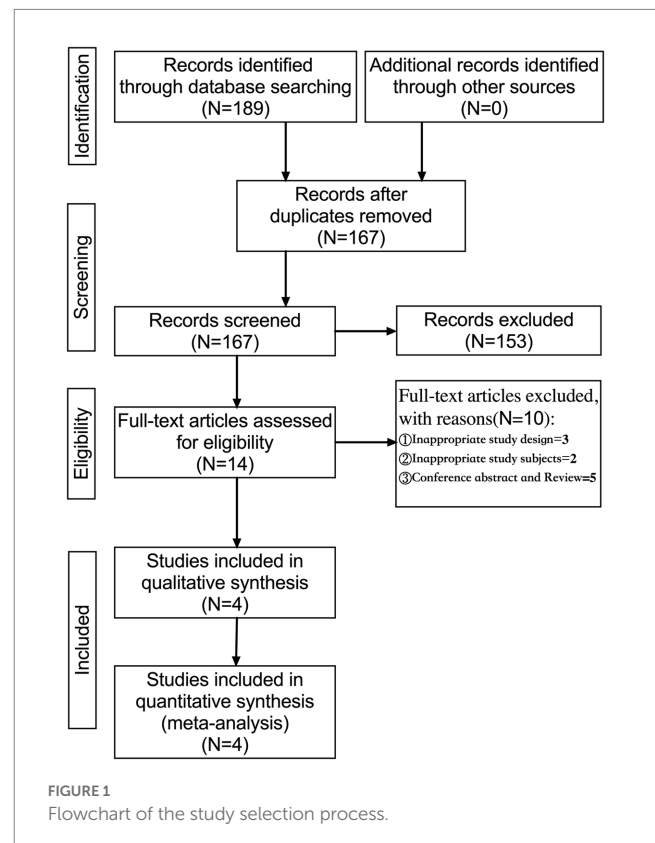 Identification
Records identified
through database searching
(N=189)
Additional records identified
through other sources
(N=0)
Records after
duplicates removed
(N=167)
Screening
Records screened
(N=167)
Records excluded
(N=153)
Eligibility
Full-text articles assessed
for eligibility
(N=14)
Full-text articles excluded,
with reasons(N=10):
①Inappropriate study design=3
②Inappropriate study subjects=2
③Conference abstract and Review=5
Included
Studies included in
qualitative synthesis
(N=4)
Studies included in
quantitative synthesis
(meta-analysis)
(N=4)
FIGURE 1
Flowchart of the study selection process.